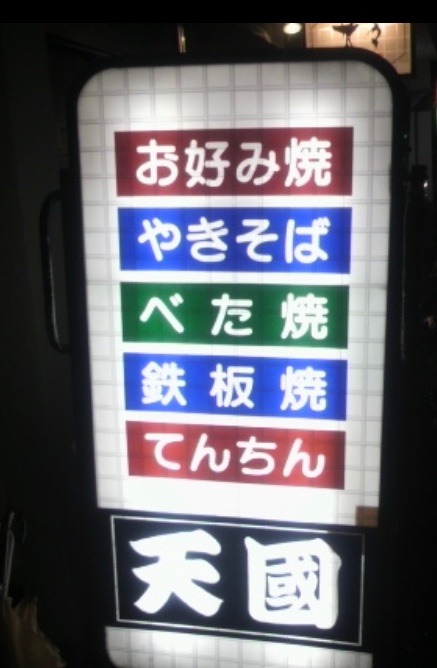 お好み焼
やきそば
べた焼
鉄板焼
てんちん
天國